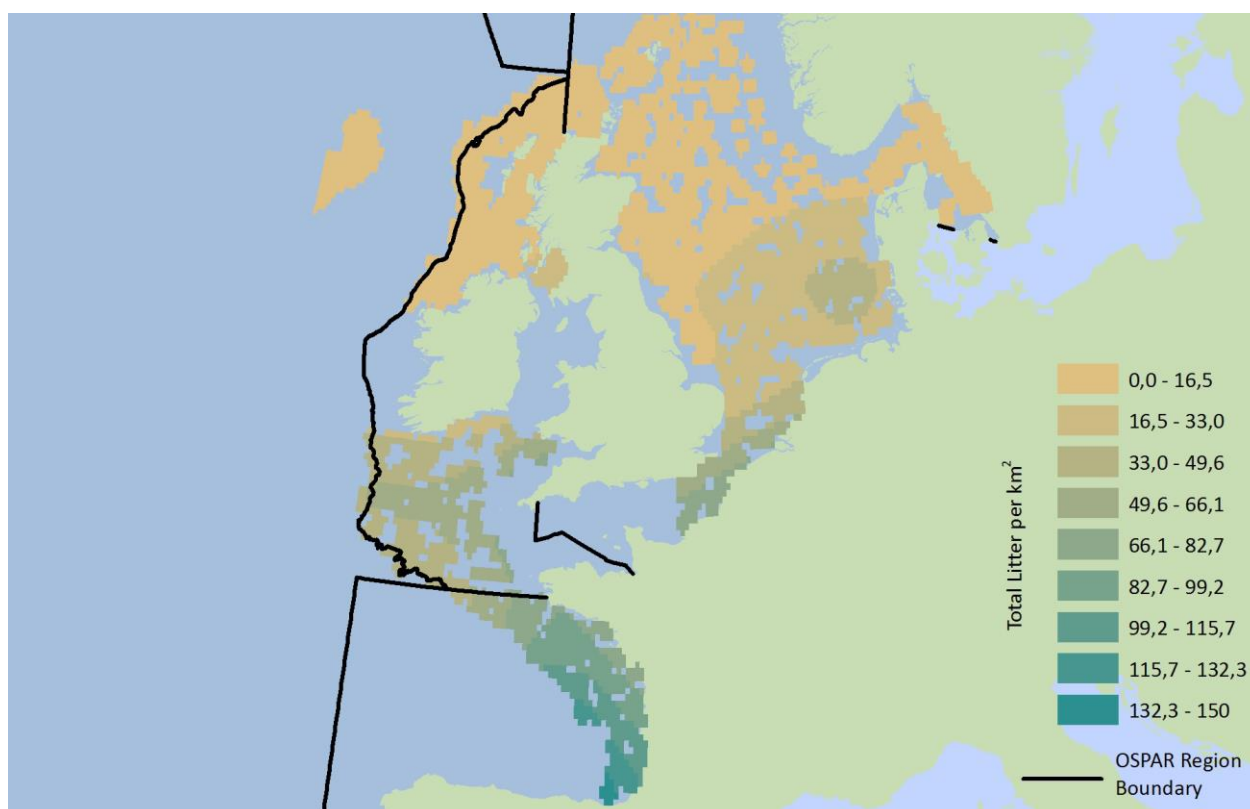 Total Litter per km²
0,0 - 16,5
16,5 - 33,0
33,0 - 49,6
49,6 - 66,1
66,1 - 82,7
82,7 - 99,2
99,2 - 115,7
115,7 - 132,3
132,3 - 150
OSPAR Region
Boundary